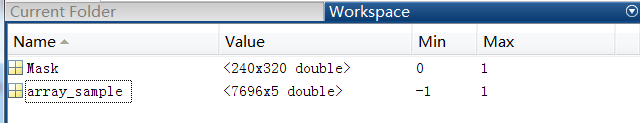 Current Folder Workspace
Name Value Min Max
Mask <240x320 double> 0 1
array_sample <7696x5 double> -1 1